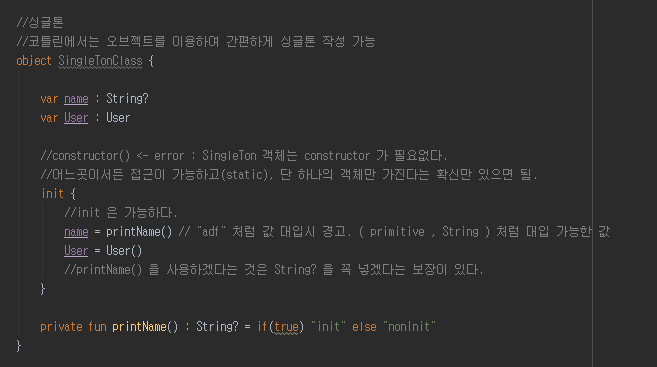 //싱글톤
//코틀린에서는 오브젝트를 이용하여 간편하게 싱글톤 작성 가능
object SingleTonClass {
var name : String?
var User : User
//constructor() <- error : SingleTon 객체는 constructor 가 필요없다.
//어느곳이서든 접근이 가능하고(static), 단 하나의 객체만 가진다는 확신만 있으면 됨.
init {
//init 은 가능하다.
name = printName() // "adf" 처럼 값 대입시 경고. ( primitive , String ) 처럼 대입 가능한 값
User = User()
//printName() 을 사용하겠다는 것은 String? 을 꼭 넣겠다는 보장이 있다.
}
private fun printName() : String? = if(true) "init" else "nonInit"
}